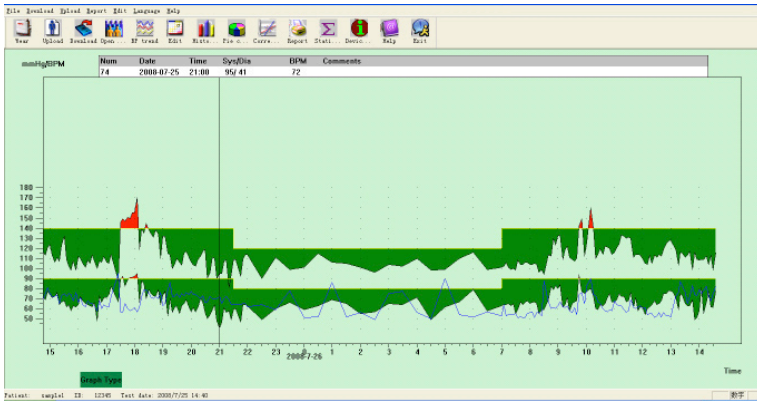 File Download Upload Report Edit Language Help
Year Upload Download Open... BP trend Edit Histo... Pie c... Corre... Report Stati... Devic... Help Exit
mmHg/BPM
Num Date Time Sys/Dia BPM Comments
74 2008-07-25 21:00 95/ 41 72
180
170
160
150
140
130
120
110
100
90
80
70
60
50
15 16 17 18 19 20 21 22 23 0 1 2 3 4 5 6 7 8 9 10 11 12 13 14
2008-7-26
Time
Graph Type
Patient: sample1 ID: 12345 Test date: 2008/7/25 14:40 数字